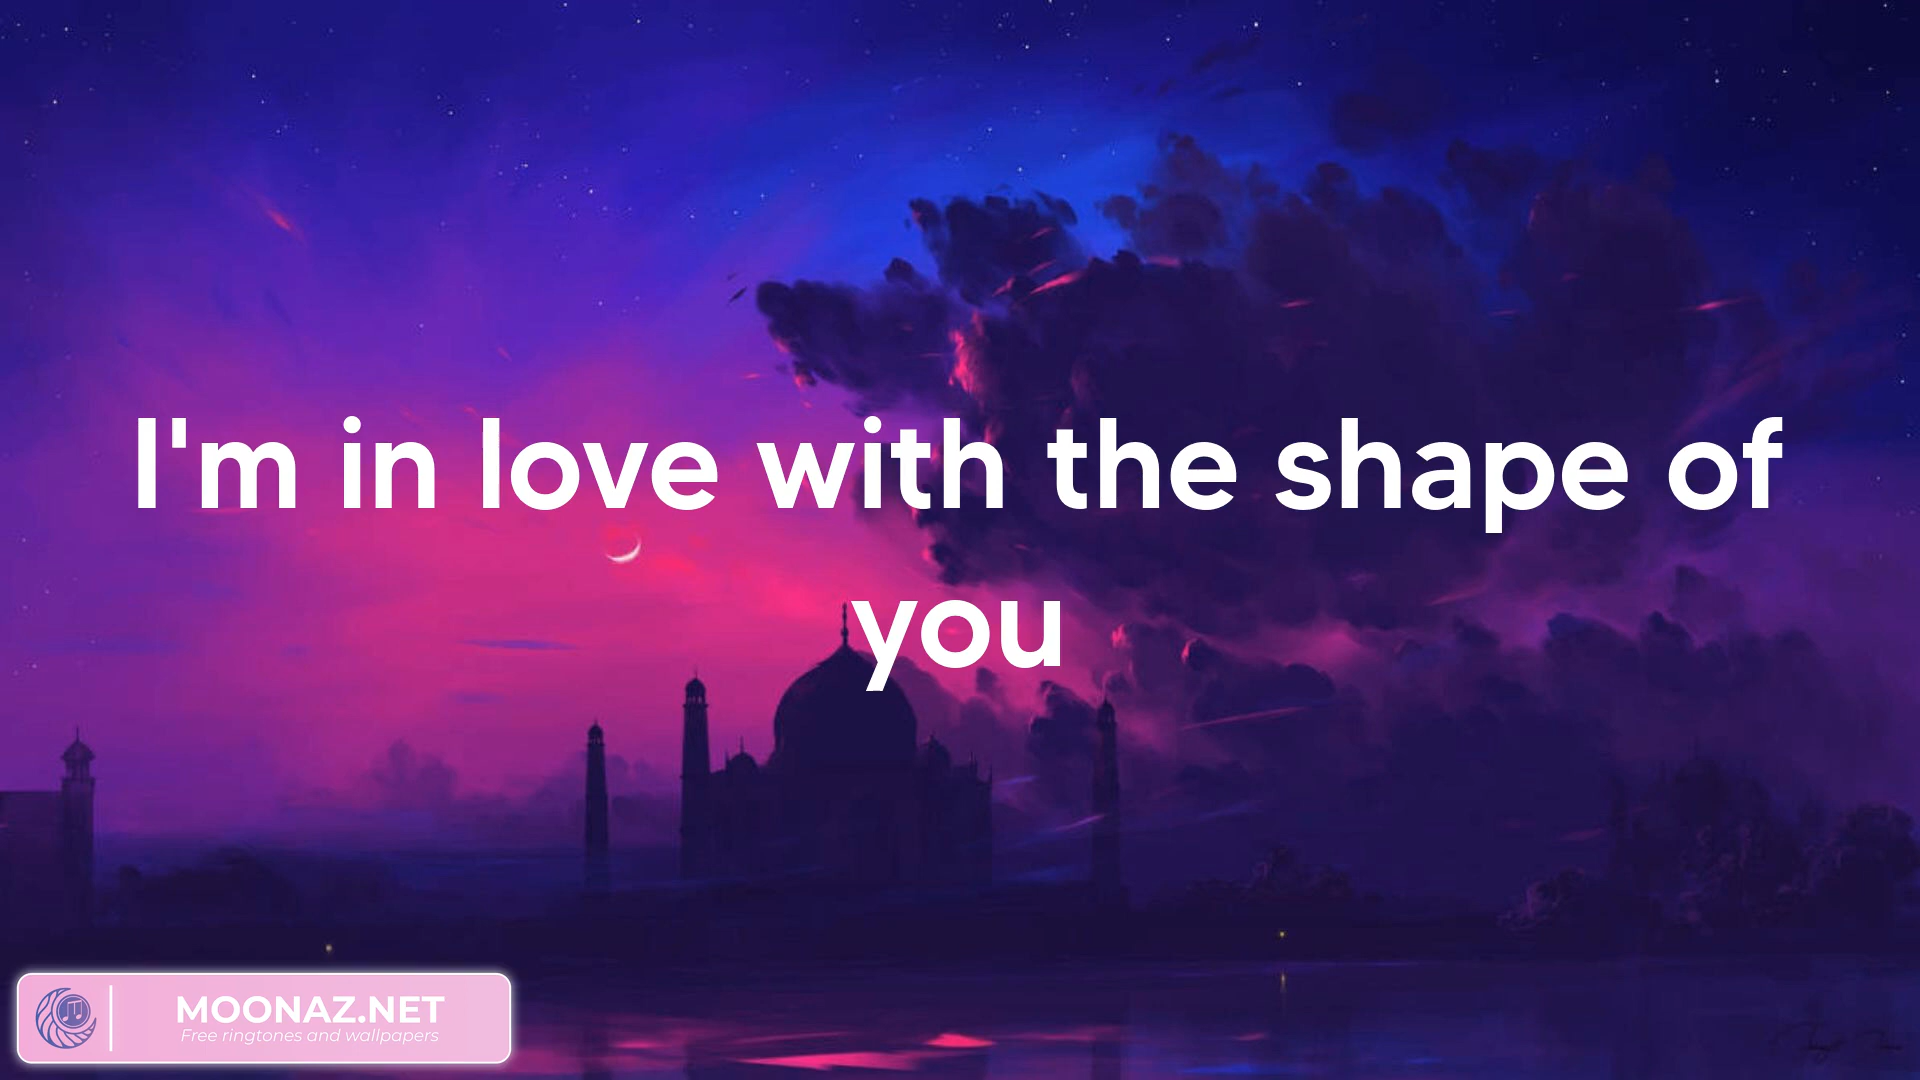 I'm in love with the shape of
you
MOONAZ.NET
Free ringtones and wallpapers